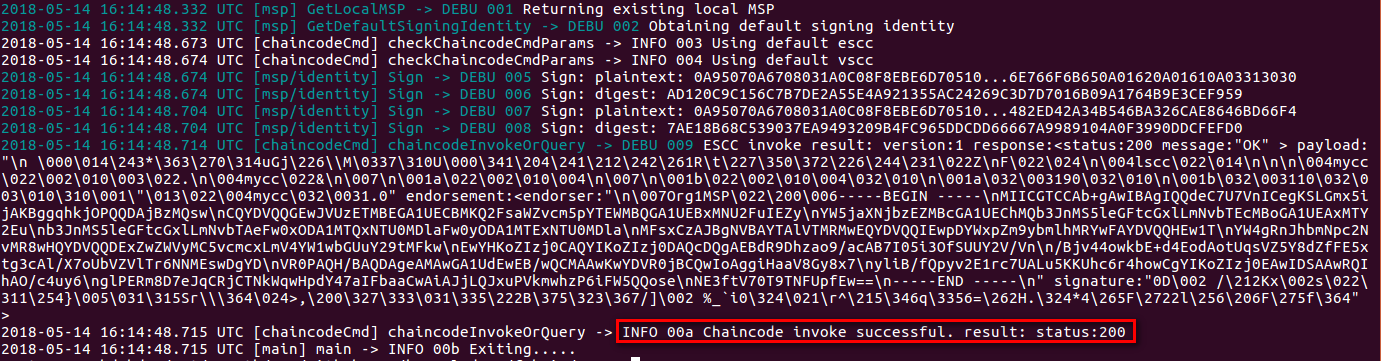 2018-05-14 16:14:48.332 UTC [msp] GetLocalMSP -> DEBU 001 Returning existing local MSP
2018-05-14 16:14:48.332 UTC [msp] GetDefaultSigningIdentity -> DEBU 002 Obtaining default signing identity
2018-05-14 16:14:48.673 UTC [chaincodeCmd] checkChaincodeCmdParams -> INFO 003 Using default escc
2018-05-14 16:14:48.674 UTC [chaincodeCmd] checkChaincodeCmdParams -> INFO 004 Using default vscc
2018-05-14 16:14:48.674 UTC [msp/identity] Sign -> DEBU 005 Sign: plaintext: 0A95070A6708031A0C08F8EBE6D70510...6E766F6B650A01620A01610A03313030
2018-05-14 16:14:48.674 UTC [msp/identity] Sign -> DEBU 006 Sign: digest: AD120C9C156C7B7DE2A55E4A921355AC24269C3D7D7016B09A1764B9E3CEF959
2018-05-14 16:14:48.704 UTC [msp/identity] Sign -> DEBU 007 Sign: plaintext: 0A95070A6708031A0C08F8EBE6D70510...482ED42A34B546BA326CAE8646BD66F4
2018-05-14 16:14:48.704 UTC [msp/identity] Sign -> DEBU 008 Sign: digest: 7AE18B68C539037EA9493209B4FC965DDCDD66667A9989104A0F3990DDCFEFD0
2018-05-14 16:14:48.714 UTC [chaincodeCmd] chaincodeInvokeOrQuery -> DEBU 009 ESCC invoke result: version:1 response:<status:200 message:"OK" > payload:
"\n \000\014\243*\363\270\314uGj\226\\M\0337\310U\000\341\204\241\212\242\261R\t\227\350\372\226\244\231\022Z\nF\022\024\n\004lscc\022\014\n\n\n\004mycc
\022\002\010\003\022.\n\004mycc\022&\n\007\n\001a\022\002\010\004\n\007\n\001b\022\002\010\004\032\010\n\001a\032\003190\032\010\n\001b\032\003110\032\0
03\010\310\001\"\013\022\004mycc\032\0031.0" endorsement:<endorser:"\n\007Org1MSP\022\200\006-----BEGIN -----\nMIICGTCCAb+gAwIBAgIQQdeC7U7VnICegKSLGmx5i
jAKBggqhkjOPQQDAjBzMQsw\nCQYDVQQGEwJVUzETMBEGA1UECBMKQ2FsaWZvcm5pYTEWMBQGA1UEBxMNU2FuIEZy\nYW5jaXNjbzEZMBcGA1UEChMQb3JnMS5leGFtcGxlLmNvbTEcMBoGA1UEAxMTY
2Eu\nb3JnMS5leGFtcGxlLmNvbTAeFw0xODA1MTQxNTU0MDlaFw0yODA1MTExNTU0MDla\nMFsxCzAJBgNVBAYTAlVTMRMwEQYDVQQIEwpDYWxpZm9ybmlhMRYwFAYDVQQHEw1T\nYW4gRnJhbmNpc2N
vMR8wHQYDVQQDExZwZWVyMC5vcmcxLmV4YW1wbGUuY29tMFkw\nEwYHKoZIzj0CAQYIKoZIzj0DAQcDQgAEBdR9Dhzao9/acAB7I05i3OfSUUY2V/Vn\n/Bjv44owkbE+d4EodAotUqsVZ5Y8dZfFE5x
tg3cAl/X7oUbVZVlTr6NNMEswDgYD\nVR0PAQH/BAQDAgeAMAwGA1UdEwEB/wQCMAAwKwYDVR0jBCQwIoAggiHaaV8Gy8x7\nyliB/fQpyv2E1rc7UALu5KKUhc6r4howCgYIKoZIzj0EAwIDSAAwRQI
hAO/c4uy6\nglPERm8D7eJqCRjCTNkWqwHpdY47aIFbaaCwAiAJjLQJxuPVkmwhzP6iFW5QQose\nNE3ftV70T9TNFUpfEw==\n-----END -----\n" signature:"0D\002 /\212Kx\002s\022\
311\254}\005\031\315Sr\\\364\024>,\200\327\333\031\335\222B\375\323\367/]\002 %_`i0\324\021\r^\215\346q\3356=\262H.\324*4\265F\2722l\256\206F\275f\364"
>
2018-05-14 16:14:48.715 UTC [chaincodeCmd] chaincodeInvokeOrQuery -> INFO 00a Chaincode invoke successful. result: status:200
2018-05-14 16:14:48.715 UTC [main] main -> INFO 00b Exiting.....